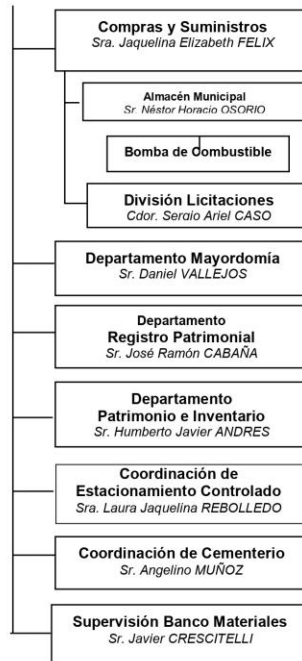 Compras y Suministros
Sra. Jaquelina Elizabeth FELIX
Almacén Municipal
Sr. Néstor Horacio OSORIO
Bomba de Combustible
División Licitaciones
Cdor. Sergio Ariel CASO
Departamento Mayordomía
Sr. Daniel VALLEJOS
Departamento
Registro Patrimonial
Sr. José Ramón CABAÑA
Departamento
Patrimonio e Inventario
Sr. Humberto Javier ANDRES
Coordinación de
Estacionamiento Controlado
Sra. Laura Jaquelina REBOLLEDO
Coordinación de Cementerio
Sr. Angelino MUÑOZ
Supervisión Banco Materiales
Sr. Javier CRESCITELLI